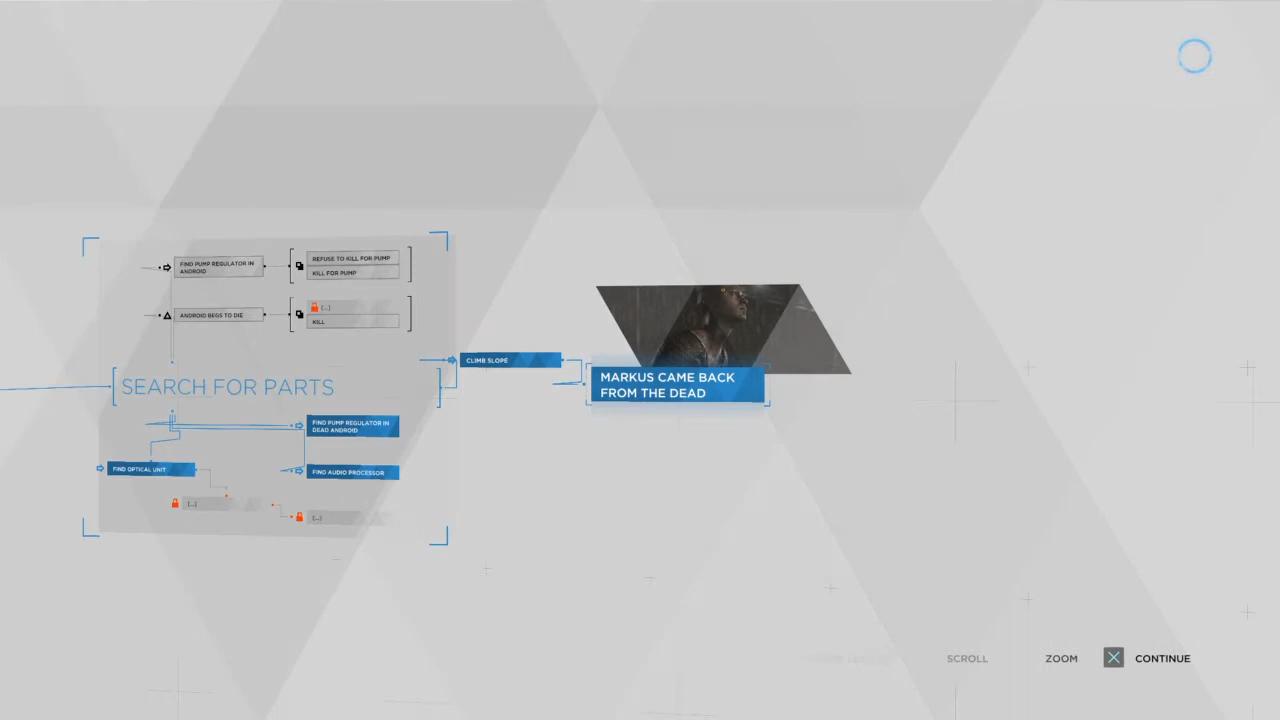 FIND PUMP REGULATOR IN
ANDROID
REFUSE TO KILL FOR PUMP
KILL FOR PUMP
ANDROID BEGS TO DIE
[...]
KILL
CLIMB SLOPE
SEARCH FOR PARTS
MARKUS CAME BACK
FROM THE DEAD
FIND PUMP REGULATOR IN
DEAD ANDROID
FIND OPTICAL UNIT
FIND AUDIO PROCESSOR
[...]
[...]
SCROLL
ZOOM
CONTINUE